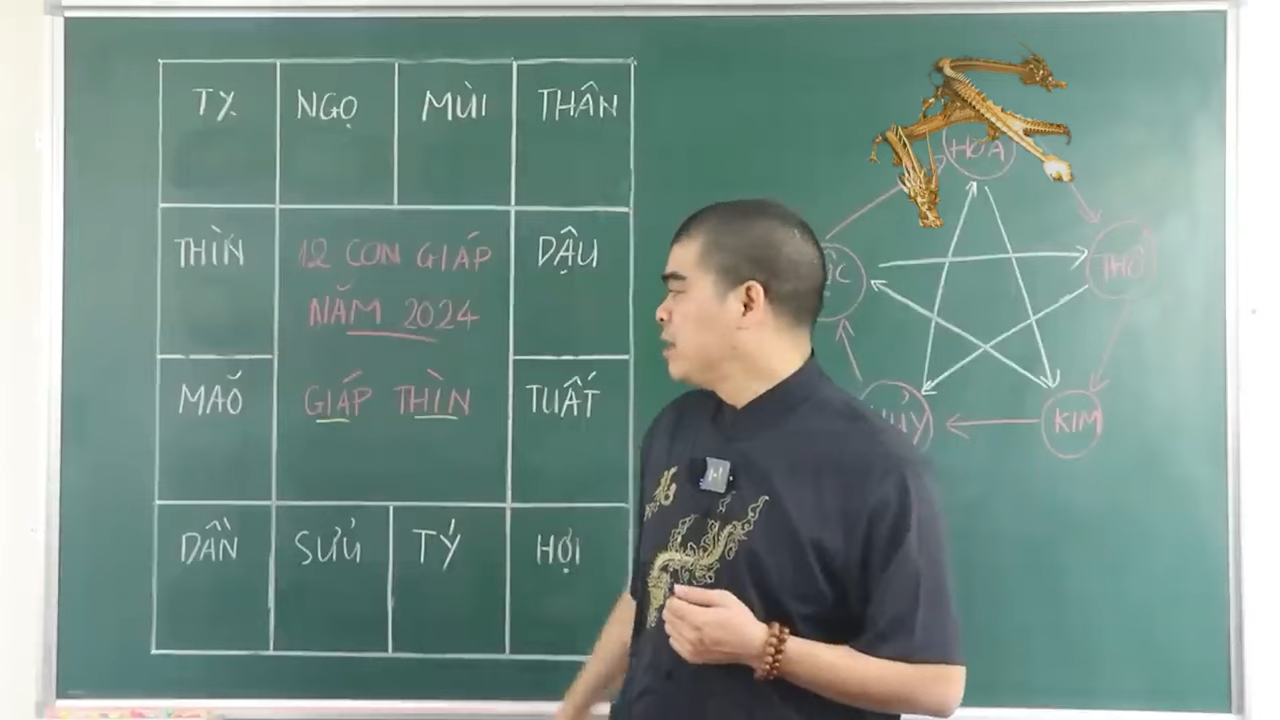 TỴ
NGỌ
MÙI
THÂN
THÌN
12 CON GIÁP
NĂM 2024
DẬU
MAÕ
GIÁP THÌN
TUẤT
DẦN
SỬU
TÝ
HỢI
HỎA
THỔ
KIM